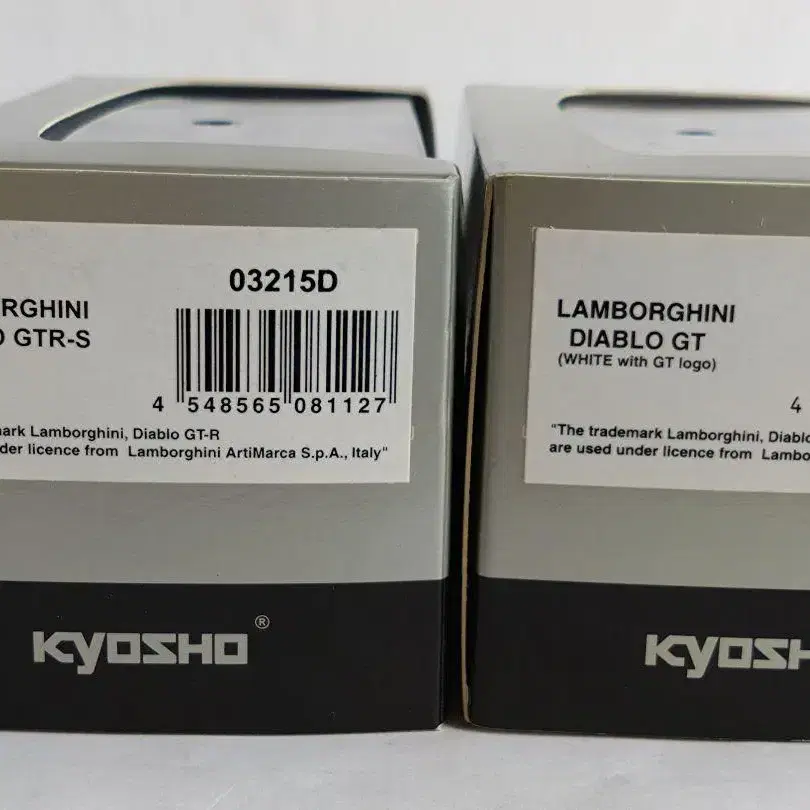 03215D
RGHINI
GTR-S
4 548565 081127
ark Lamborghini, Diablo GT-R
der licence from Lamborghini ArtiMarca S.p.A., Italy"
KYOSHO ®
LAMBORGHINI
DIABLO GT
(WHITE with GT logo)
4
"The trademark Lamborghini, Diablo
are used under licence from Lambo
KYOSH